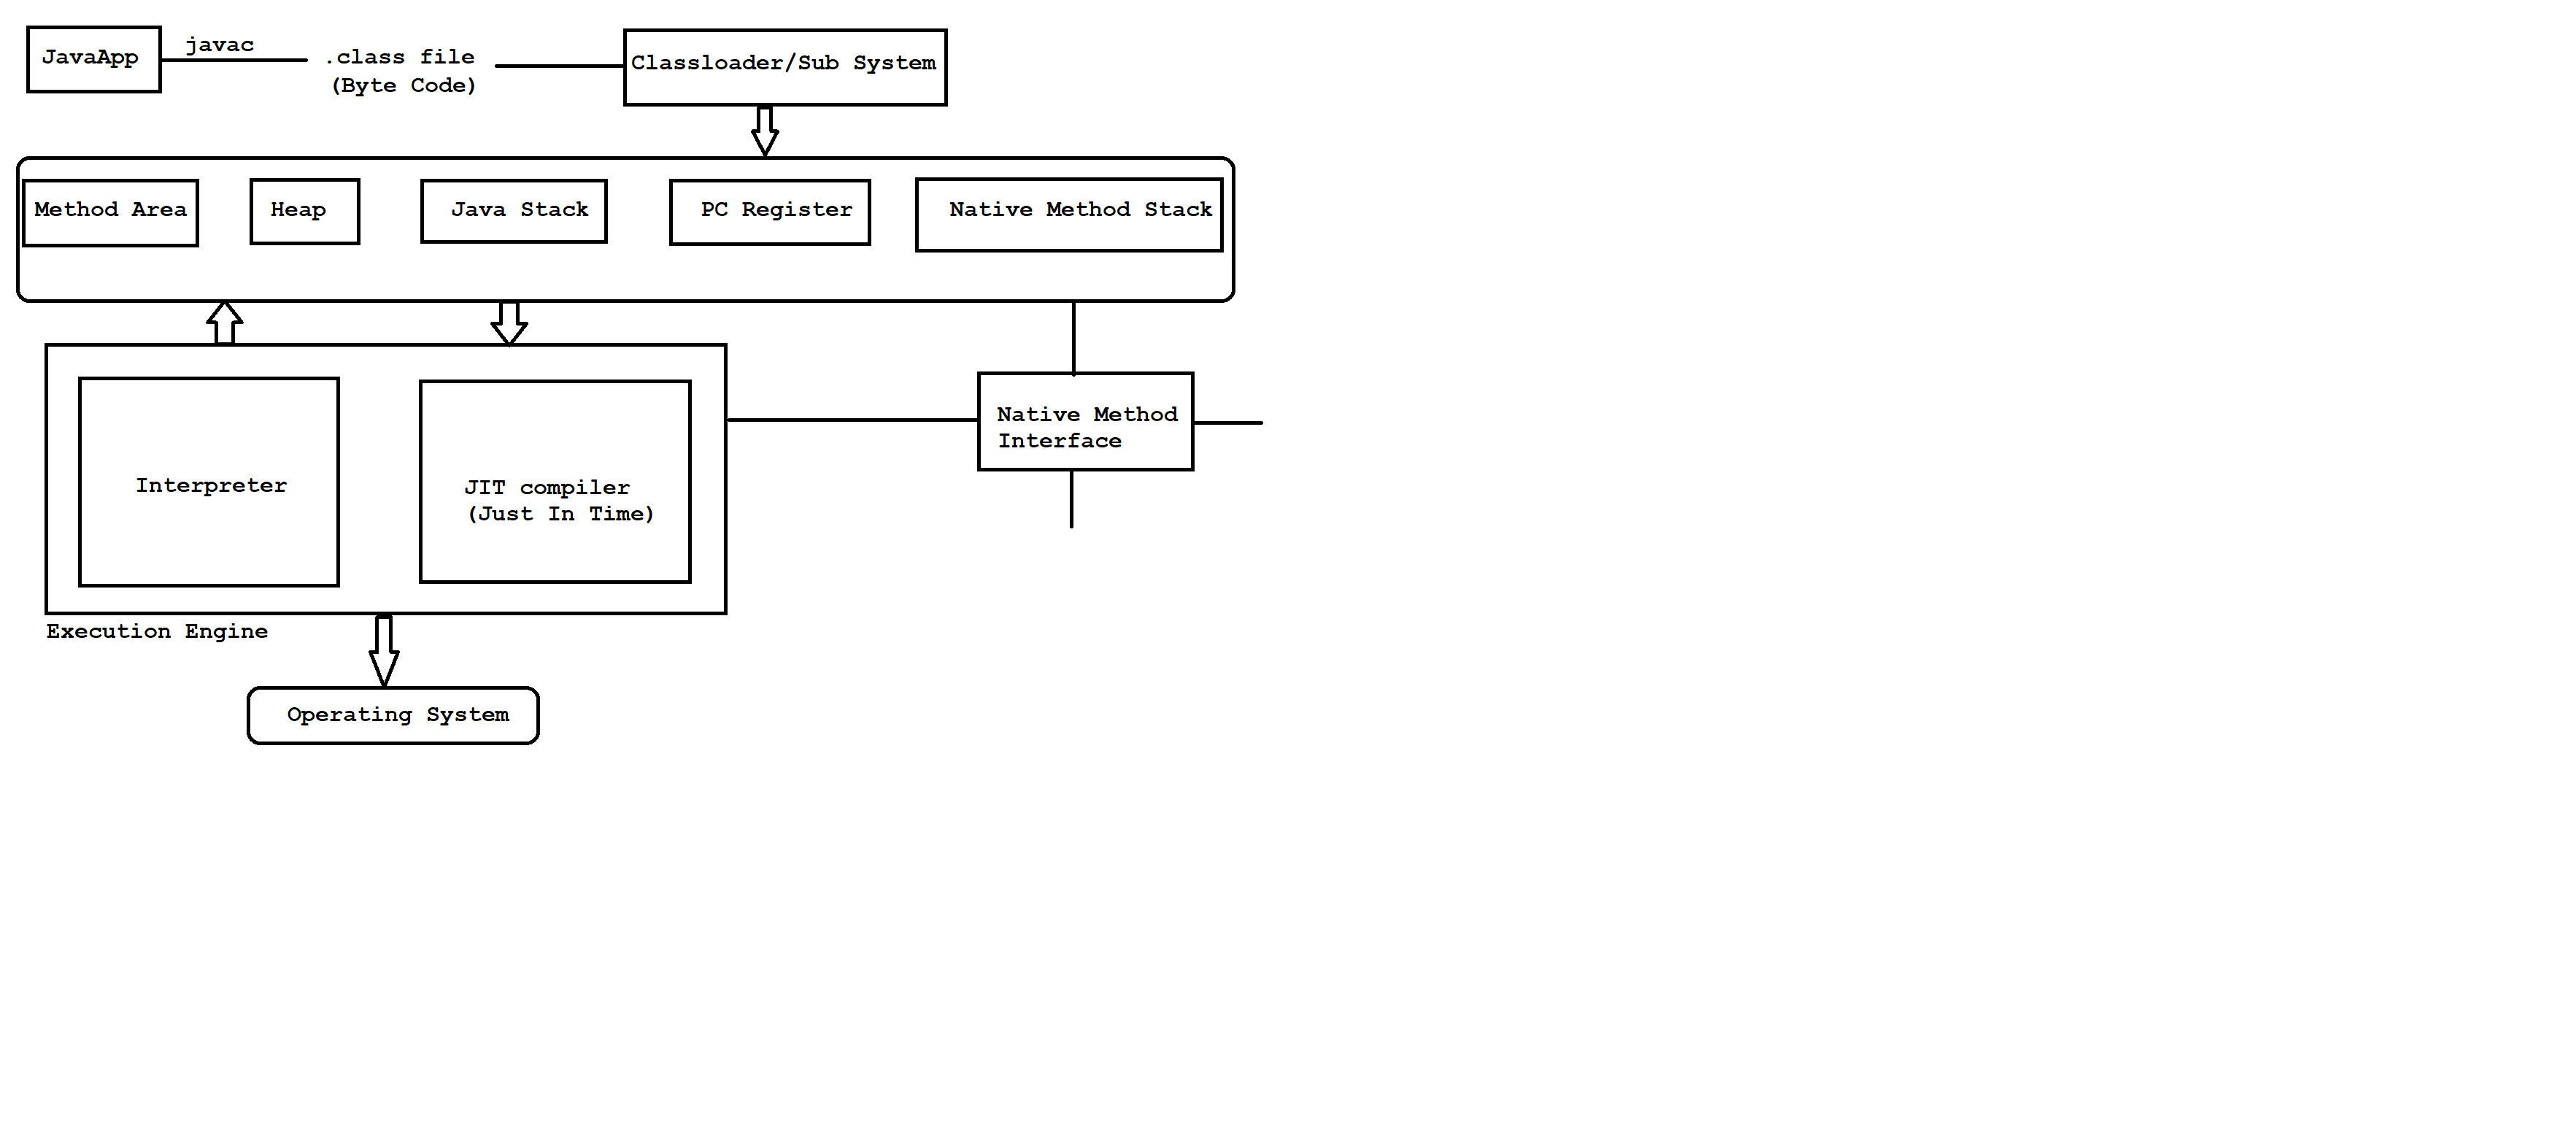 JavaApp
javac
.class file
(Byte Code)
Classloader/Sub System
Method Area
Heap
Java Stack
PC Register
Native Method Stack
Interpreter
JIT compiler
(Just In Time)
Native Method
Interface
Execution Engine
Operating System